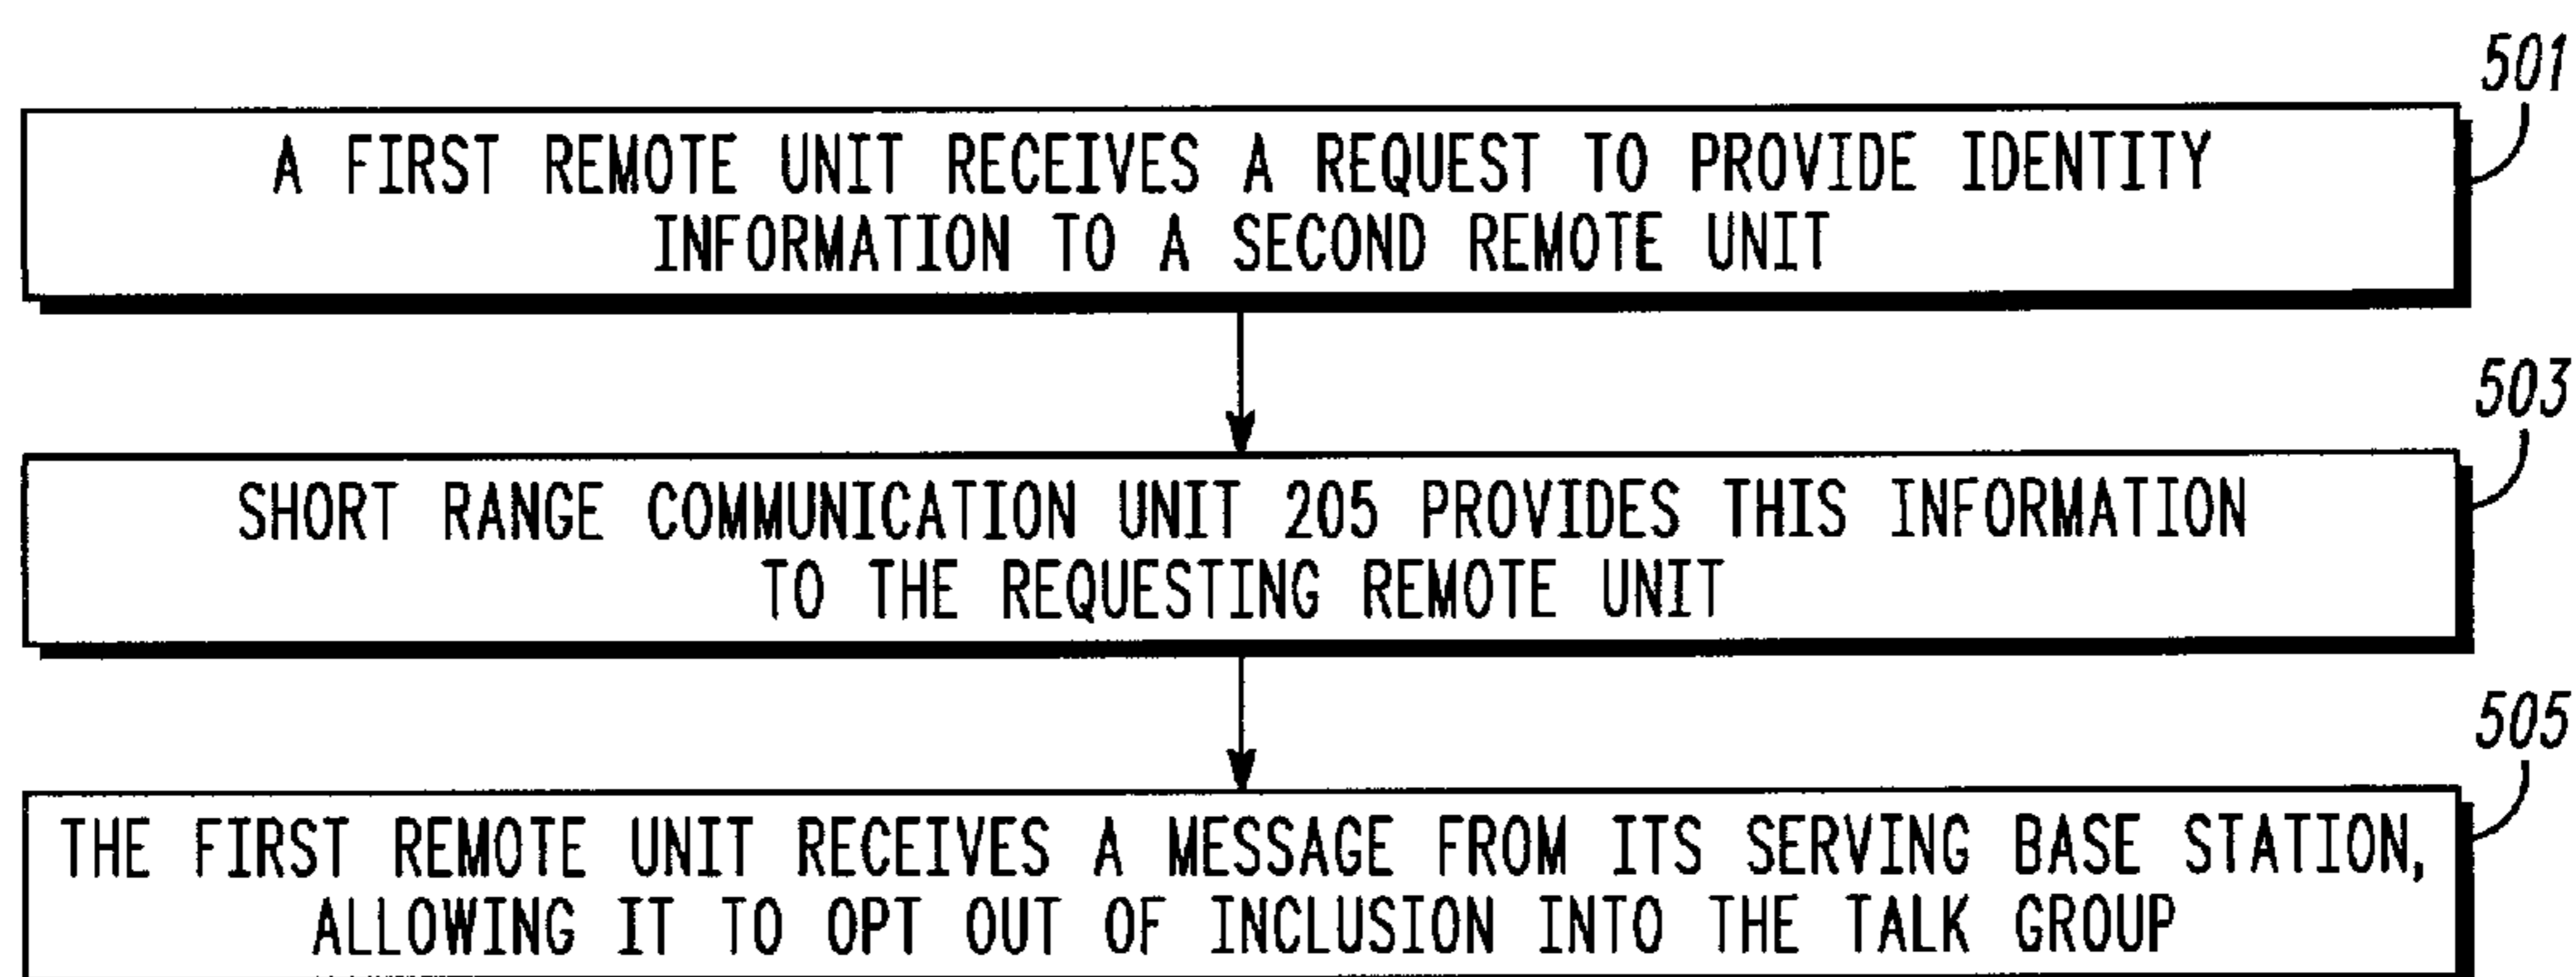 501
A FIRST REMOTE UNIT RECEIVES A REQUEST TO PROVIDE IDENTITY
INFORMATION TO A SECOND REMOTE UNIT
503
SHORT RANGE COMMUNICATION UNIT 205 PROVIDES THIS INFORMATION
TO THE REQUESTING REMOTE UNIT
505
THE FIRST REMOTE UNIT RECEIVES A MESSAGE FROM ITS SERVING BASE STATION,
ALLOWING IT TO OPT OUT OF INCLUSION INTO THE TALK GROUP